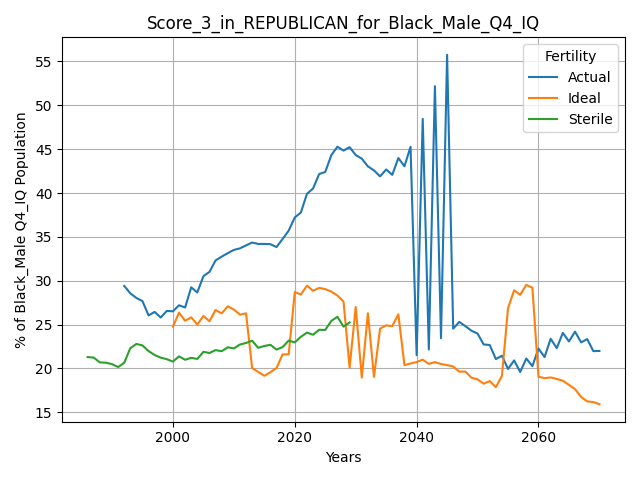 Score_3_in_REPUBLICAN_for_Black_Male_Q4_IQ
% of Black_Male Q4_IQ Population
55
50
45
40
35
30
25
20
15
Fertility
Actual
Ideal
Sterile
2000 2020 2040 2060
Years